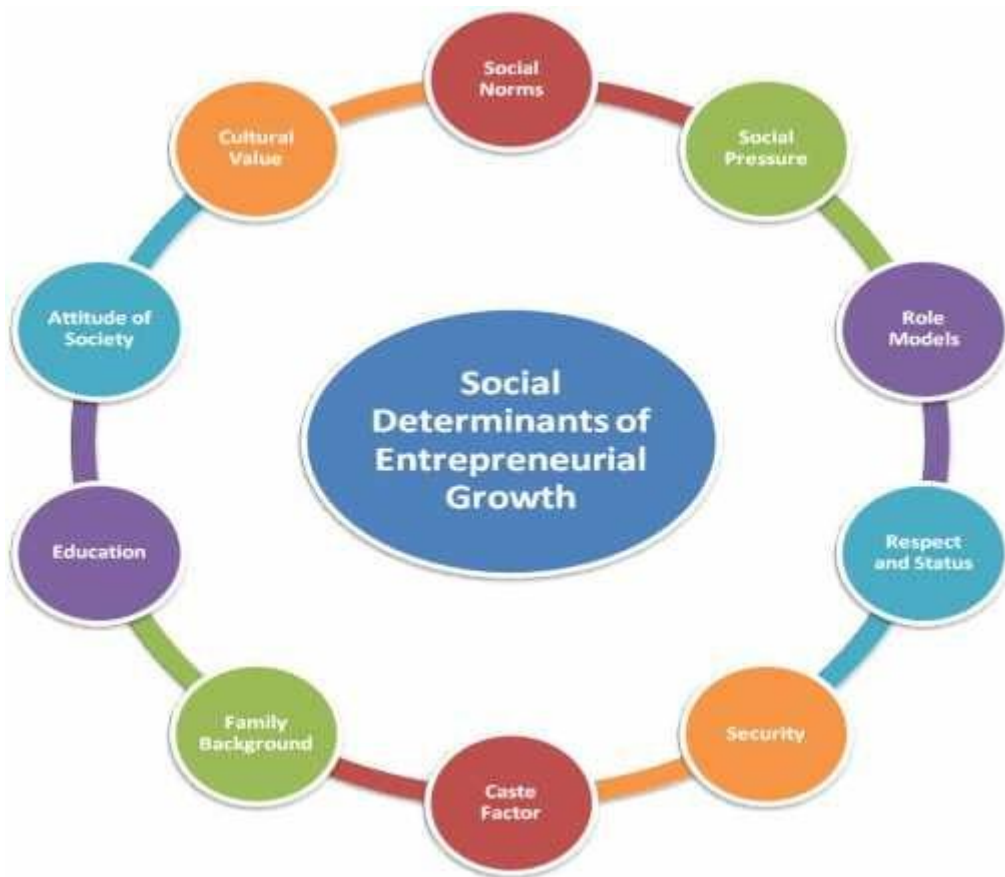 Social
Norms
Social
Pressure
Role
Models
Respect
and Status
Security
Caste
Factor
Family
Background
Education
Attitude of
Society
Cultural
Value
Social
Determinants of
Entrepreneurial
Growth